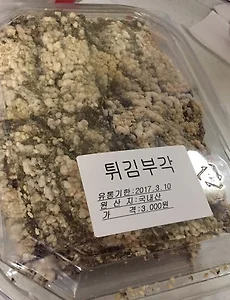 튀김부각
유통기한:2017.3.10
원 산 지:국내산
가    격:3,000원